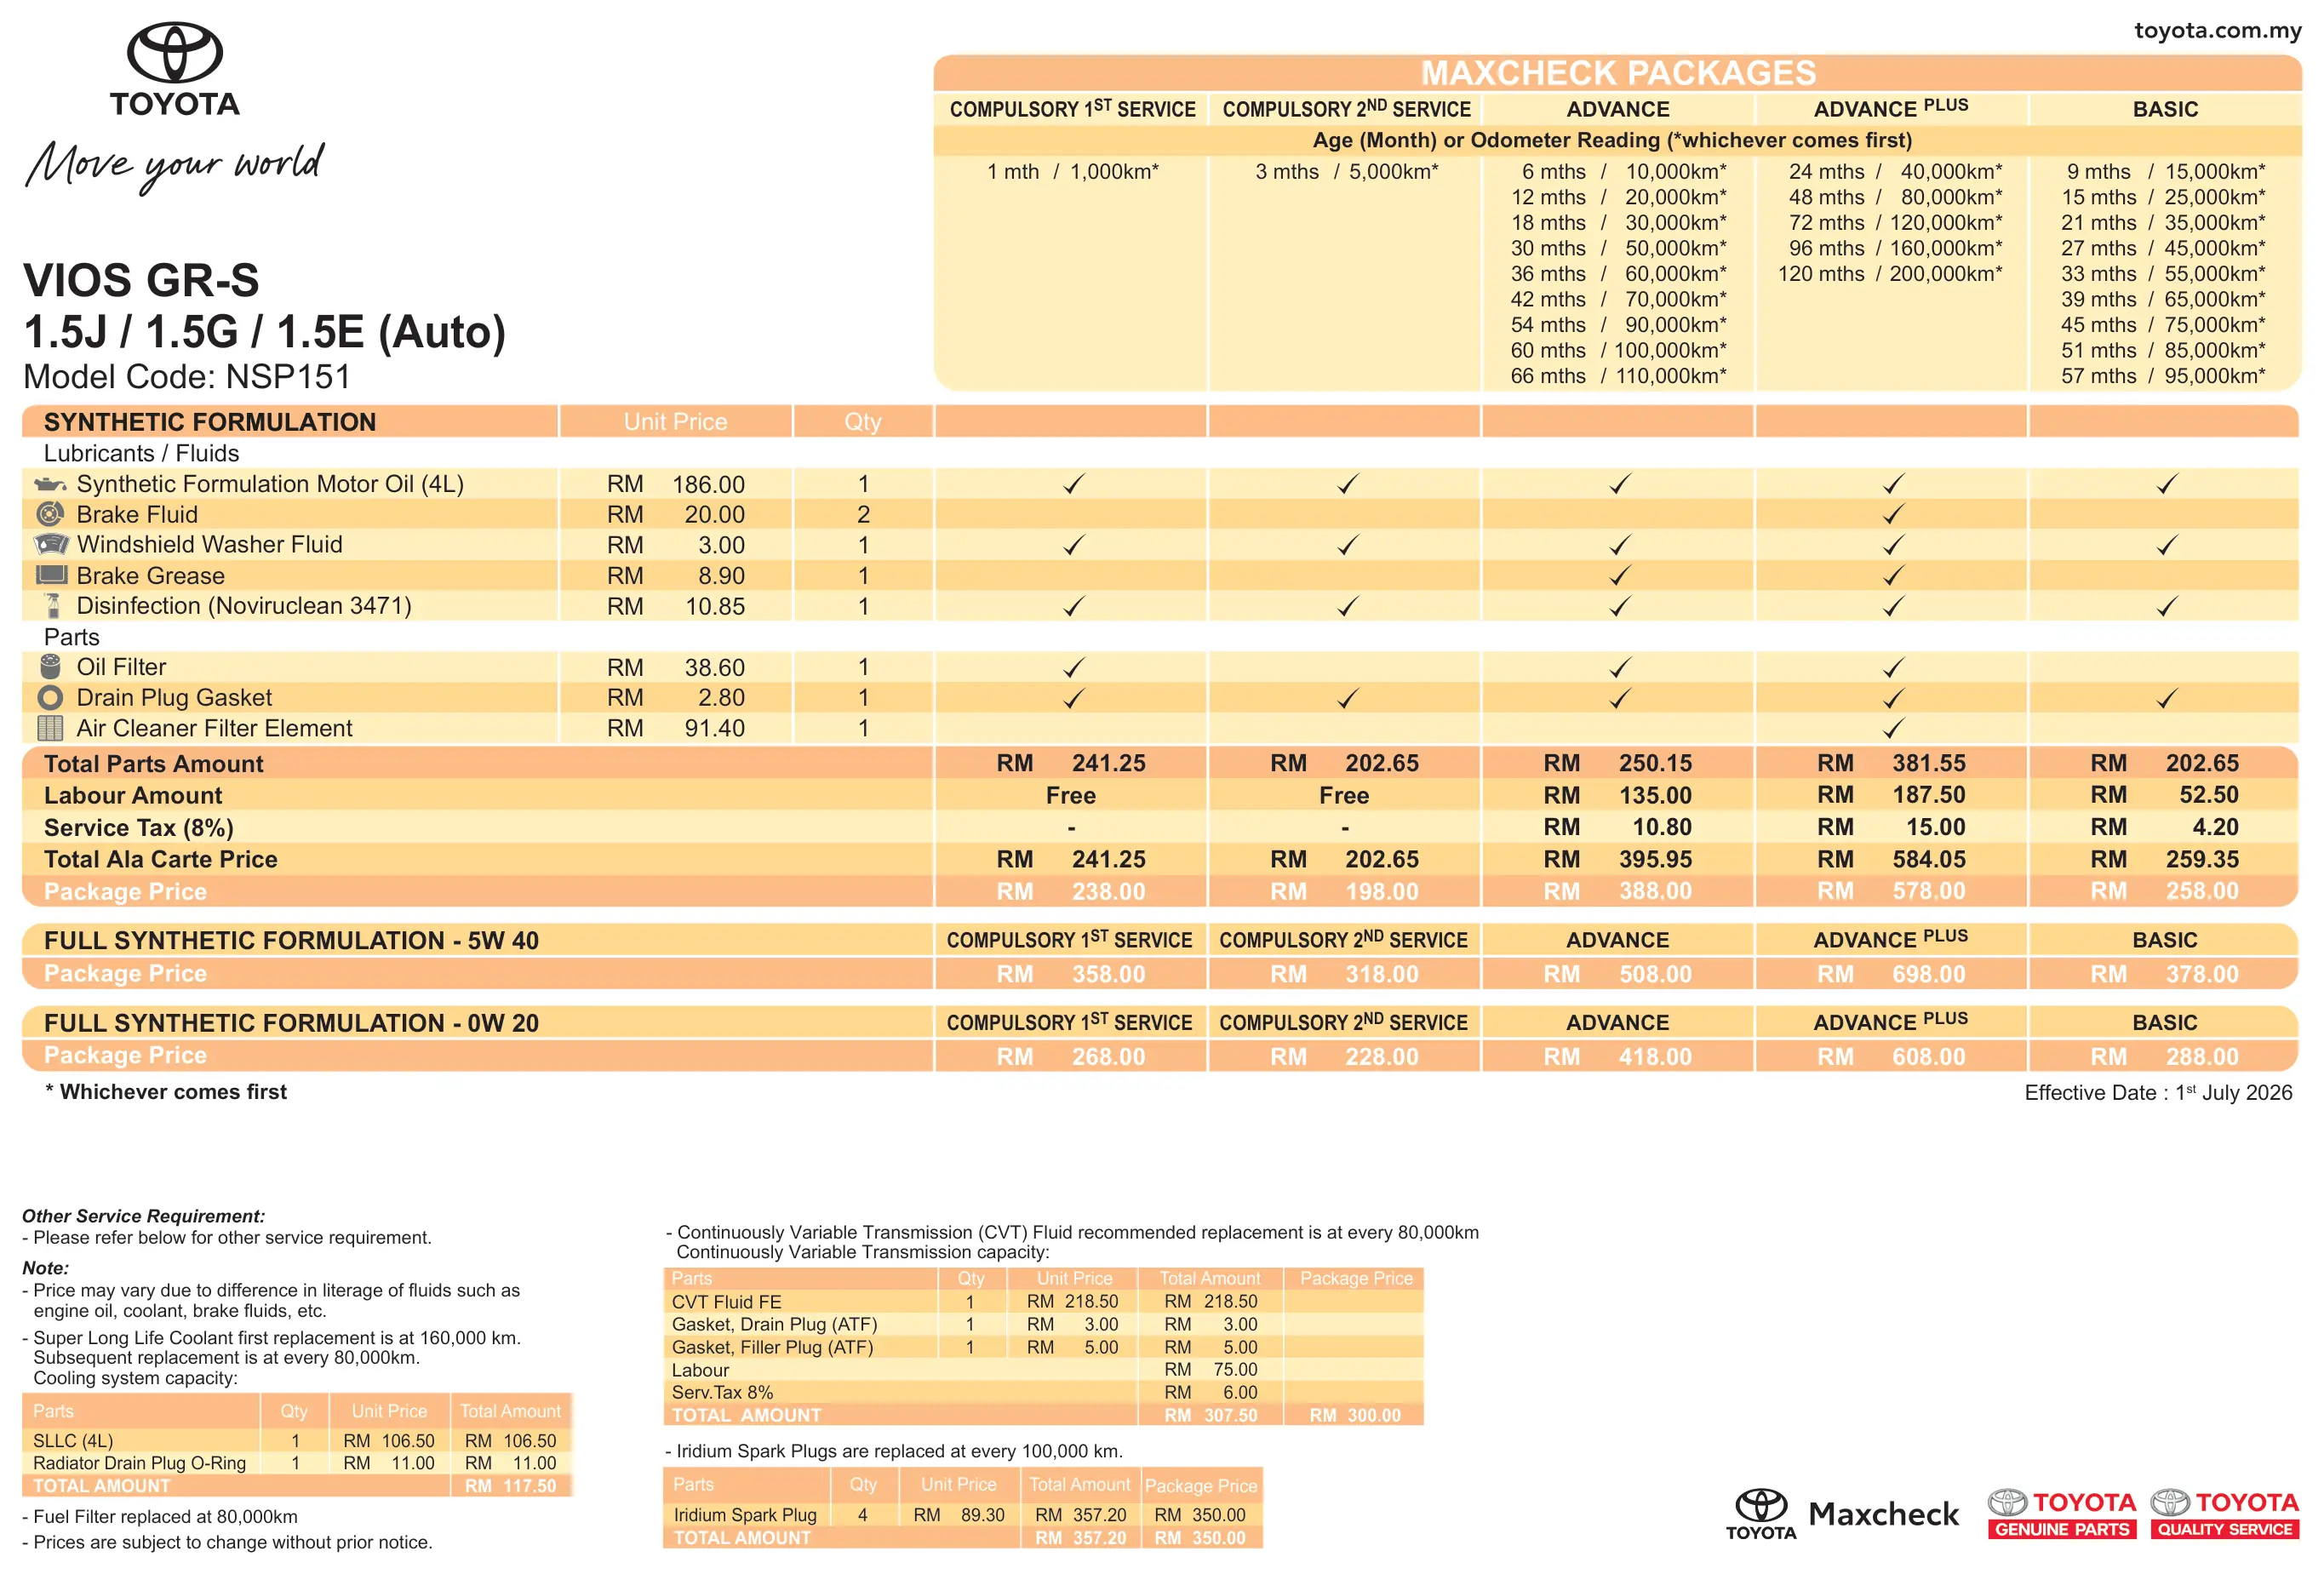 toyota.com.my
TOYOTA
Move your world
VIOS GR-S
1.5J / 1.5G / 1.5E (Auto)
Model Code: NSP151
MAXCHECK PACKAGES
COMPULSORY 1ST SERVICE COMPULSORY 2ND SERVICE ADVANCE ADVANCE PLUS BASIC
Age (Month) or Odometer Reading (*whichever comes first)
1 mth / 1,000km* 3 mths / 5,000km* 6 mths / 10,000km* 24 mths / 40,000km* 9 mths / 15,000km*
12 mths / 20,000km* 48 mths / 80,000km* 15 mths / 25,000km*
18 mths / 30,000km* 72 mths / 120,000km* 21 mths / 35,000km*
30 mths / 50,000km* 96 mths / 160,000km* 27 mths / 45,000km*
36 mths / 60,000km* 120 mths / 200,000km* 33 mths / 55,000km*
42 mths / 70,000km* 39 mths / 65,000km*
54 mths / 90,000km* 45 mths / 75,000km*
60 mths / 100,000km* 51 mths / 85,000km*
66 mths / 110,000km* 57 mths / 95,000km*
SYNTHETIC FORMULATION Unit Price Qty
Lubricants / Fluids
Synthetic Formulation Motor Oil (4L) RM 186.00 1 ✓ ✓ ✓ ✓ ✓
Brake Fluid RM 20.00 2 ✓
Windshield Washer Fluid RM 3.00 1 ✓ ✓ ✓ ✓ ✓
Brake Grease RM 8.90 1 ✓ ✓
Disinfection (Noviruclean 3471) RM 10.85 1 ✓ ✓ ✓ ✓ ✓
Parts
Oil Filter RM 38.60 1 ✓ ✓ ✓
Drain Plug Gasket RM 2.80 1 ✓ ✓ ✓ ✓ ✓
Air Cleaner Filter Element RM 91.40 1 ✓
Total Parts Amount RM 241.25 RM 202.65 RM 250.15 RM 381.55 RM 202.65
Labour Amount Free Free RM 135.00 RM 187.50 RM 52.50
Service Tax (8%) - - RM 10.80 RM 15.00 RM 4.20
Total Ala Carte Price RM 241.25 RM 202.65 RM 395.95 RM 584.05 RM 259.35
Package Price RM 238.00 RM 198.00 RM 388.00 RM 578.00 RM 258.00
FULL SYNTHETIC FORMULATION - 5W 40 COMPULSORY 1ST SERVICE COMPULSORY 2ND SERVICE ADVANCE ADVANCE PLUS BASIC
Package Price RM 358.00 RM 318.00 RM 508.00 RM 698.00 RM 378.00
FULL SYNTHETIC FORMULATION - 0W 20 COMPULSORY 1ST SERVICE COMPULSORY 2ND SERVICE ADVANCE ADVANCE PLUS BASIC
Package Price RM 268.00 RM 228.00 RM 418.00 RM 608.00 RM 288.00
* Whichever comes first
Effective Date : 1st July 2026
Other Service Requirement:
- Please refer below for other service requirement.
Note:
- Price may vary due to difference in literage of fluids such as
engine oil, coolant, brake fluids, etc.
- Super Long Life Coolant first replacement is at 160,000 km.
Subsequent replacement is at every 80,000km.
Cooling system capacity:
Parts Qty Unit Price Total Amount
SLLC (4L) 1 RM 106.50 RM 106.50
Radiator Drain Plug O-Ring 1 RM 11.00 RM 11.00
TOTAL AMOUNT RM 117.50
- Fuel Filter replaced at 80,000km
- Prices are subject to change without prior notice.
- Continuously Variable Transmission (CVT) Fluid recommended replacement is at every 80,000km
Continuously Variable Transmission capacity:
Parts Qty Unit Price Total Amount Package Price
CVT Fluid FE 1 RM 218.50 RM 218.50
Gasket, Drain Plug (ATF) 1 RM 3.00 RM 3.00
Gasket, Filler Plug (ATF) 1 RM 5.00 RM 5.00
Labour RM 75.00
Serv.Tax 8% RM 6.00
TOTAL AMOUNT RM 307.50 RM 300.00
- Iridium Spark Plugs are replaced at every 100,000 km.
Parts Qty Unit Price Total Amount Package Price
Iridium Spark Plug 4 RM 89.30 RM 357.20 RM 350.00
TOTAL AMOUNT RM 357.20 RM 350.00
TOYOTA Maxcheck
TOYOTA GENUINE PARTS
TOYOTA QUALITY SERVICE